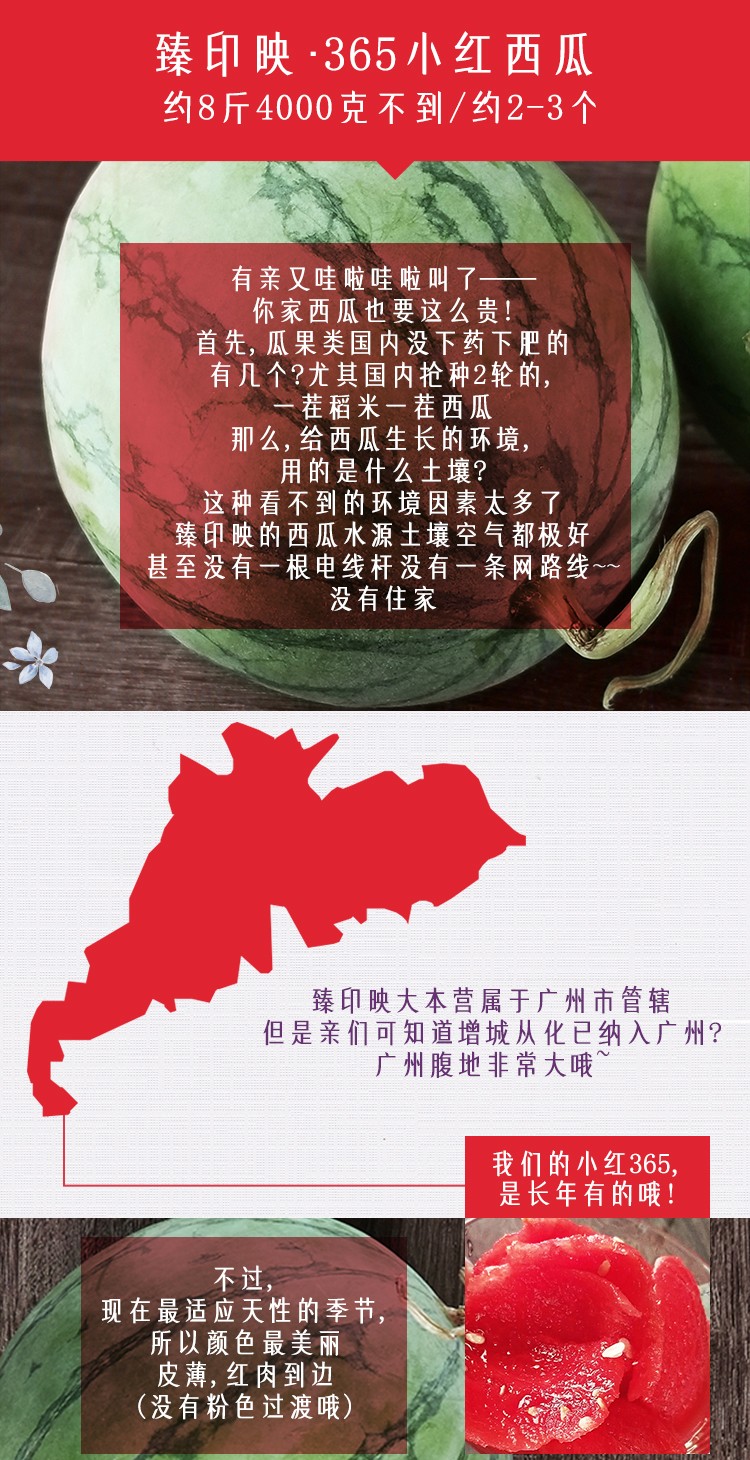 臻印映·365小红西瓜
约8斤4000克不到/约2-3个
有亲又哇啦哇啦叫了——
你家西瓜也要这么贵!
首先,瓜果类国内没下药下肥的
有几个?尤其国内抢种2轮的,
一茬稻米一茬西瓜
那么,给西瓜生长的环境,
用的是什么土壤?
这种看不到的环境因素太多了
臻印映的西瓜水源土壤空气都极好
甚至没有一根电线杆没有一条网路线~~
没有住家
臻印映大本营属于广州市管辖
但是亲们可知道增城从化已纳入广州?
广州腹地非常大哦~
我们的小红365,
是长年有的哦!
不过,
现在最适应天性的季节,
所以颜色最美丽
皮薄,红肉到边
(没有粉色过渡哦)